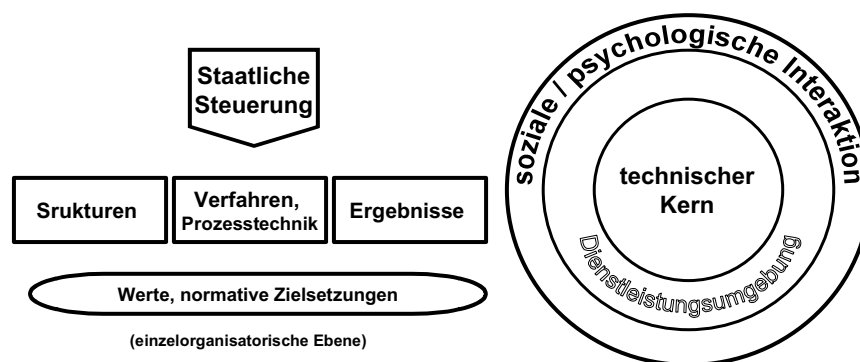 Staatliche
Steuerung
Srukturen
Verfahren,
Prozesstechnik
Ergebnisse
Werte, normative Zielsetzungen
(einzelorganisatorische Ebene)
soziale / psychologische Interaktion
technischer
Kern
Dienstleistungsumgebung